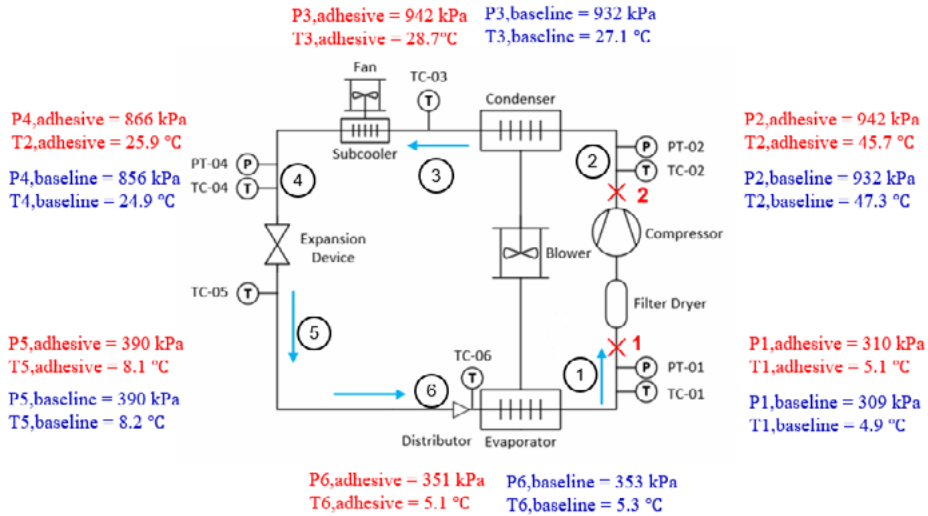 P3,adhesive = 942 kPa
T3,adhesive = 28.7°C
P3,baseline = 932 kPa
T3,baseline = 27.1 °C
Fan
TC-03
Condenser
T
P4,adhesive = 866 kPa
T2,adhesive = 25.9 °C
P4,baseline = 856 kPa
T4,baseline = 24.9 °C
P2,adhesive = 942 kPa
T2,adhesive = 45.7 °C
P2,baseline = 932 kPa
T2,baseline = 47.3 °C
Subcooler
PT-04 P
TC-04 T
4
3
2
P PT-02
T TC-02
2
Compressor
Expansion
Device
Blower
TC-05 T
Filter Dryer
5
1
P5,adhesive = 390 kPa
T5,adhesive = 8.1 °C
P5,baseline = 390 kPa
T5,baseline = 8.2 °C
TC-06
T
6
1
P PT-01
T TC-01
P1,adhesive = 310 kPa
T1,adhesive = 5.1 °C
P1,baseline = 309 kPa
T1,baseline = 4.9 °C
Distributor
Evaporator
P6,adhesive = 351 kPa
T6,adhesive = 5.1 °C
P6,baseline = 353 kPa
T6,baseline = 5.3 °C